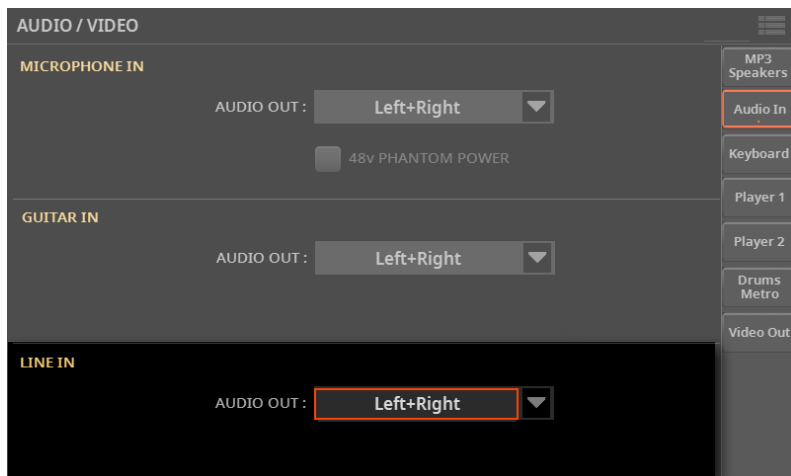 AUDIO / VIDEO
MICROPHONE IN
AUDIO OUT :
Left+Right
48v PHANTOM POWER
GUITAR IN
AUDIO OUT :
Left+Right
LINE IN
AUDIO OUT :
Left+Right
MP3
Speakers
Audio In
Keyboard
Player 1
Player 2
Drums
Metro
Video Out